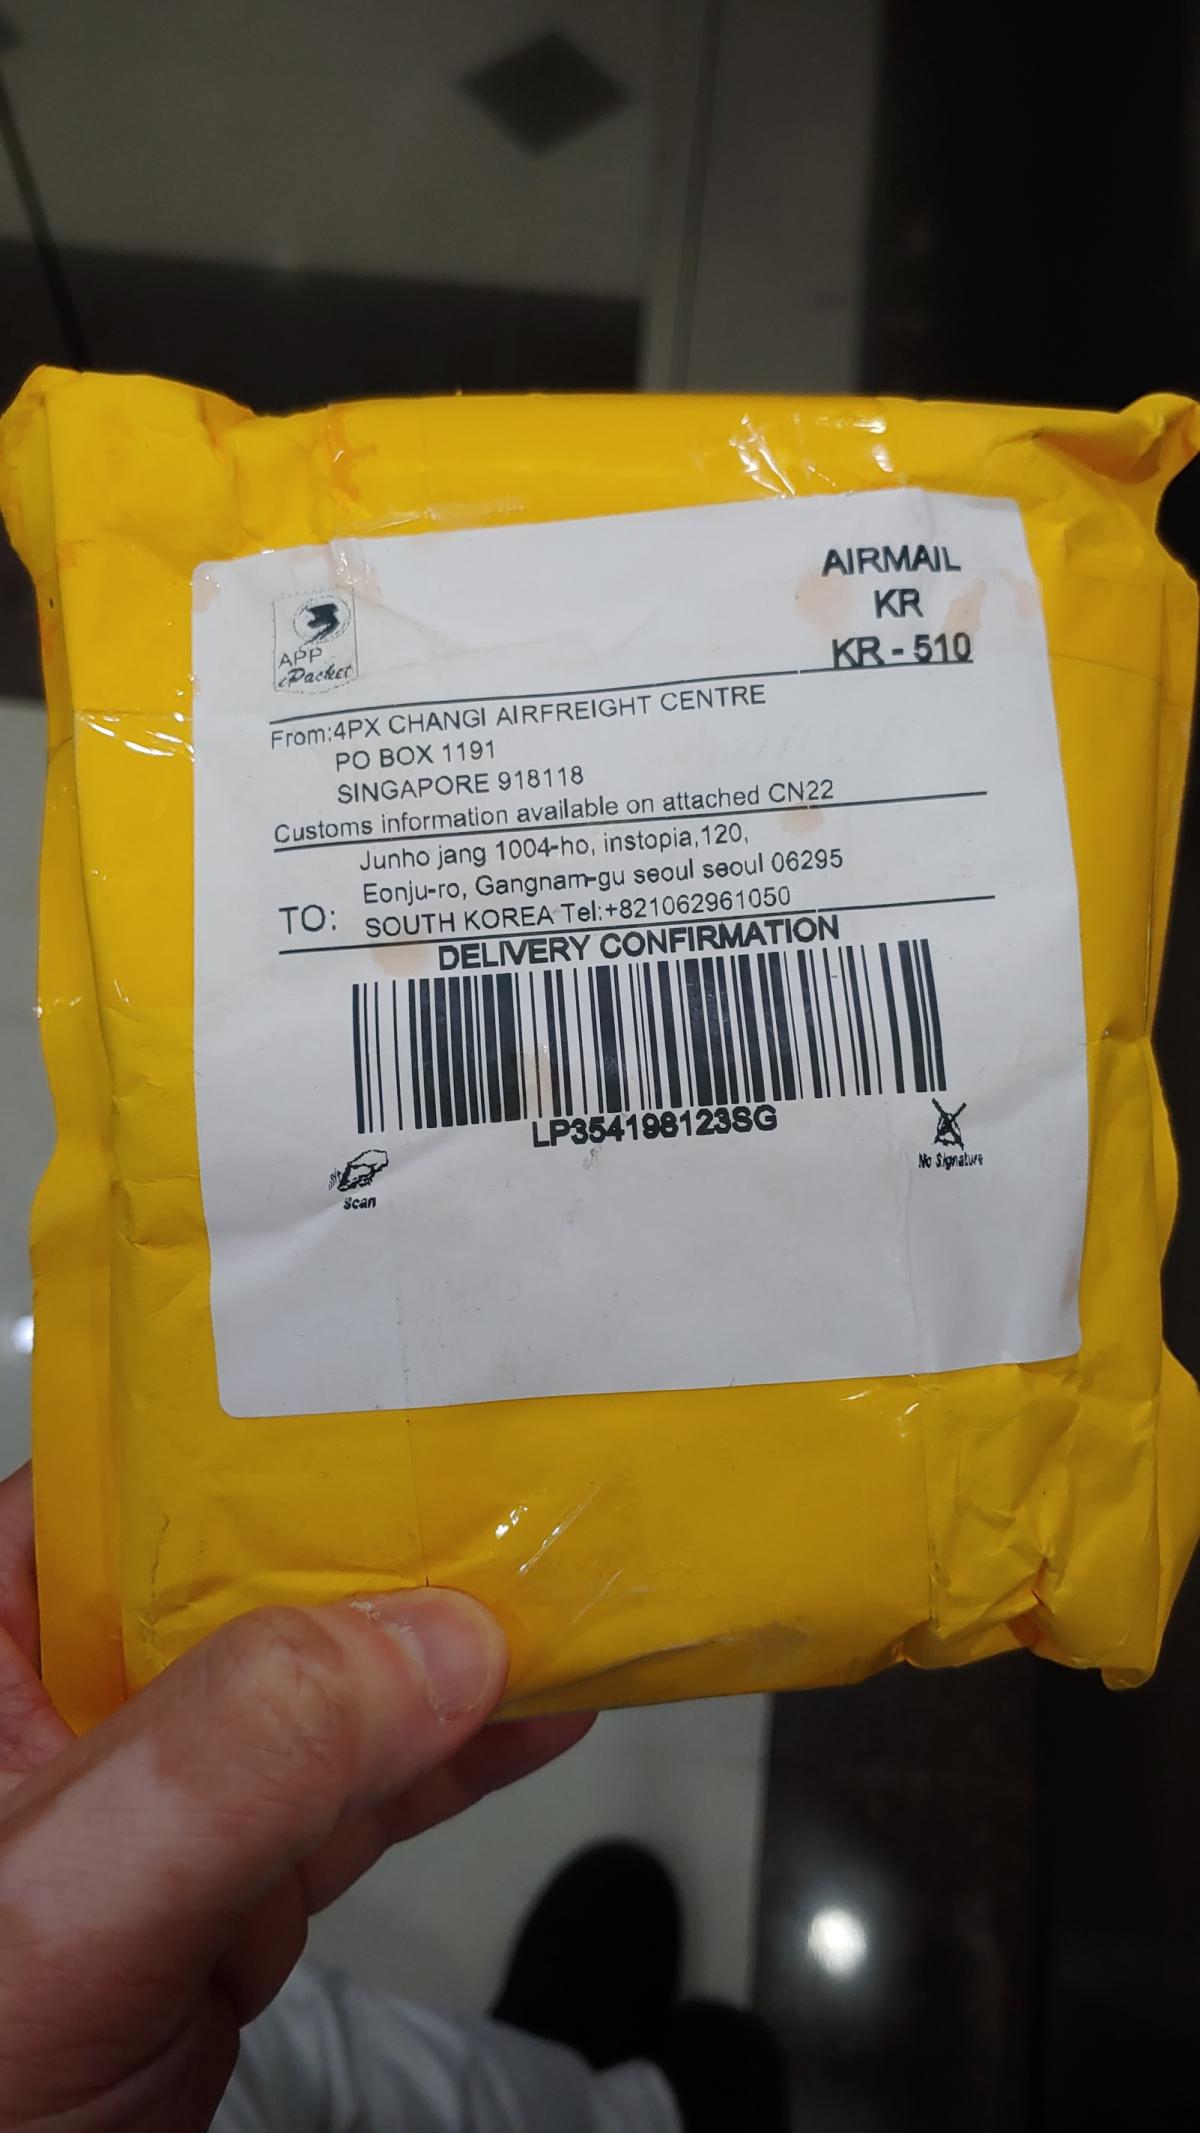 AIRMAIL
KR
KR - 510
APP
ePacket
From:4PX CHANGI AIRFREIGHT CENTRE
PO BOX 1191
SINGAPORE 918118
Customs information available on attached CN22
Junho jang 1004-ho, instopia,120,
Eonju-ro, Gangnam-gu seoul seoul 06295
TO: SOUTH KOREA Tel:+821062961050
DELIVERY CONFIRMATION
LP354198123SG
Scan
No Signature